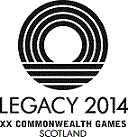 LEGACY 2014
XX COMMONWEALTH GAMES
SCOTLAND